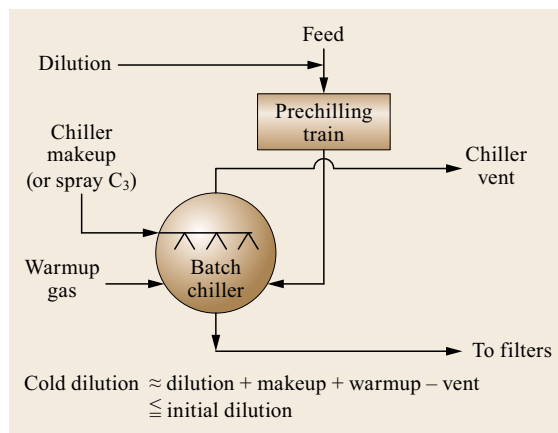 Feed
Dilution
Prechilling
train
Chiller
makeup
(or spray C₃)
Chiller
vent
Warmup
gas
Batch
chiller
To filters
Cold dilution ≈ dilution + makeup + warmup – vent
≦ initial dilution